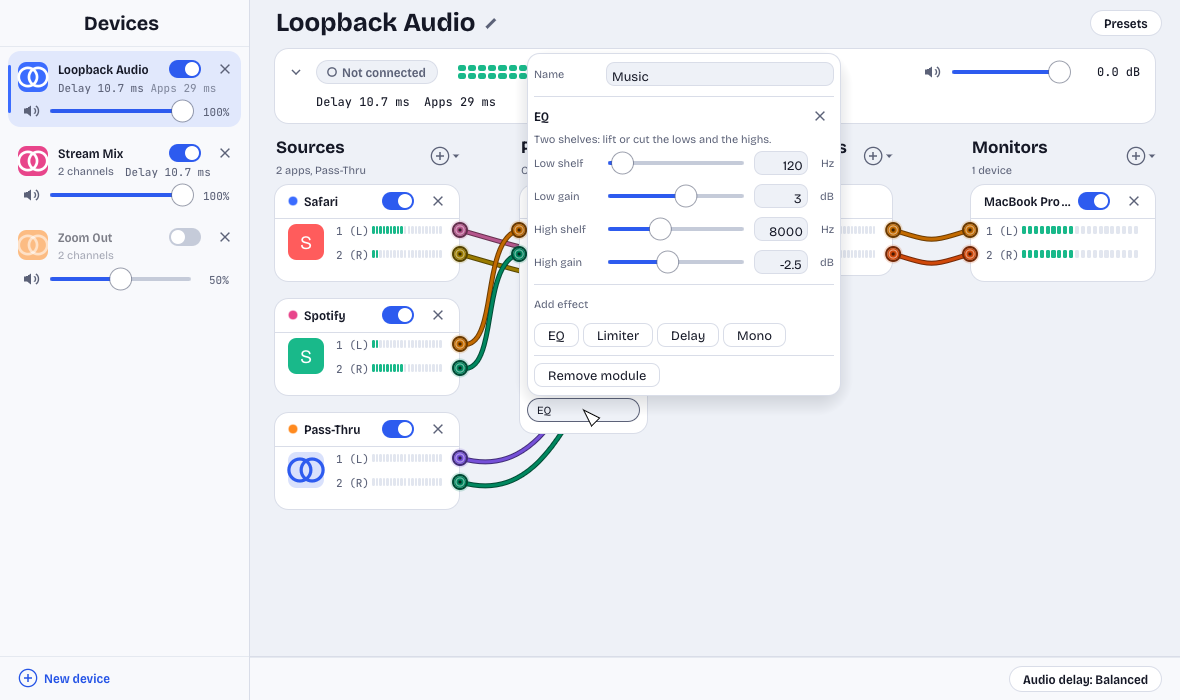 Devices
Loopback Audio
Delay 10.7 ms Apps 29 ms
100%
Stream Mix
2 channels Delay 10.7 ms
100%
Zoom Out
2 channels
50%
New device
Loopback Audio
Presets
Not connected
0.0 dB
Delay 10.7 ms Apps 29 ms
Sources
2 apps, Pass-Thru
Safari
S
1 (L)
2 (R)
Spotify
S
1 (L)
2 (R)
Pass-Thru
1 (L)
2 (R)
Name
Music
EQ
Two shelves: lift or cut the lows and the highs.
Low shelf 120 Hz
Low gain 3 dB
High shelf 8000 Hz
High gain -2.5 dB
Add effect
EQ Limiter Delay Mono
Remove module
EQ
Monitors
1 device
MacBook Pro…
1 (L)
2 (R)
Audio delay: Balanced